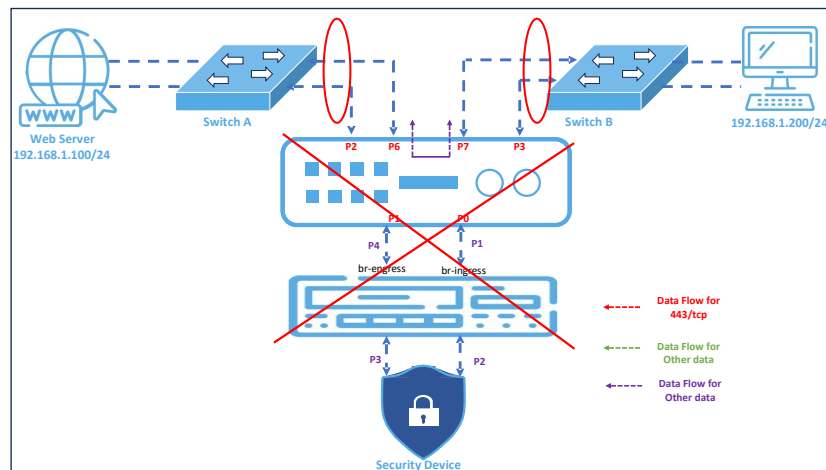 WWW
Web Server
192.168.1.100/24
Switch A
Switch B
192.168.1.200/24
P2
P6
P7
P3
P1
P0
P4
P1
br-engress
br-ingress
P3
P2
Security Device
Data Flow for
443/tcp
Data Flow for
Other data
Data Flow for
Other data